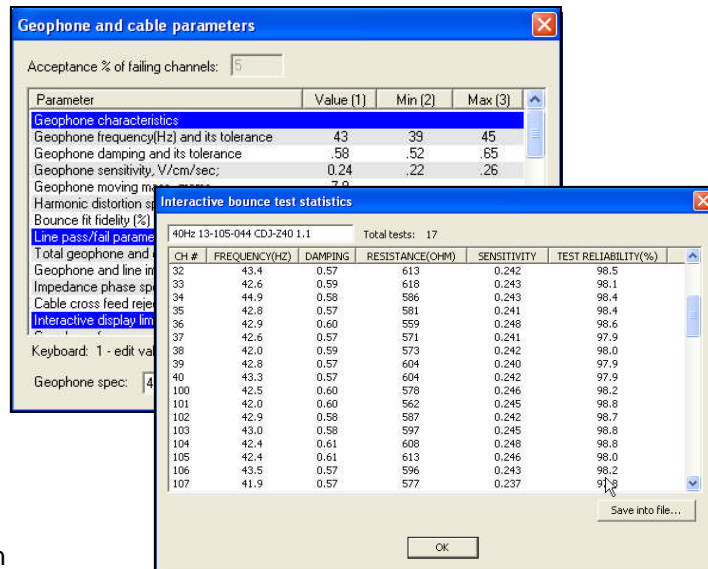 Geophone and cable parameters
Acceptance % of failing channels: 5
Parameter Value (1) Min (2) Max (3)
Geophone characteristics
Geophone frequency(Hz) and its tolerance 43 39 45
Geophone damping and its tolerance .58 .52 .65
Geophone sensitivity, V/cm/sec; 0.24 .22 .26
Geophone moving
Harmonic distortion
Bounce fit fidelity (%)
Line pass/fail
Total geophone and
Geophone and line
Impedance phase
Cable cross feed
Interactive display
Keyboard: 1 - edit
Geophone spec: 4
Interactive bounce test statistics
40Hz 13-105-044 CDJ-Z40 1.1 Total tests: 17
CH # FREQUENCY(HZ) DAMPING RESISTANCE(OHM) SENSITIVITY TEST RELIABILITY(%)
32 43.4 0.57 613 0.242 98.5
33 42.6 0.59 618 0.243 98.1
34 44.9 0.58 586 0.243 98.4
35 42.8 0.57 581 0.241 98.4
36 42.9 0.60 559 0.248 98.6
37 42.6 0.57 571 0.241 97.9
38 42.0 0.59 573 0.242 98.0
39 42.8 0.57 604 0.240 97.9
40 43.3 0.57 604 0.242 97.9
100 42.5 0.60 578 0.246 98.2
101 42.0 0.60 562 0.245 98.8
102 42.9 0.58 587 0.242 98.7
103 43.0 0.58 597 0.245 98.8
104 42.4 0.61 608 0.248 98.8
105 42.4 0.61 613 0.246 98.0
106 43.5 0.57 596 0.243 98.2
107 41.9 0.57 577 0.237
Save into file...
OK
n